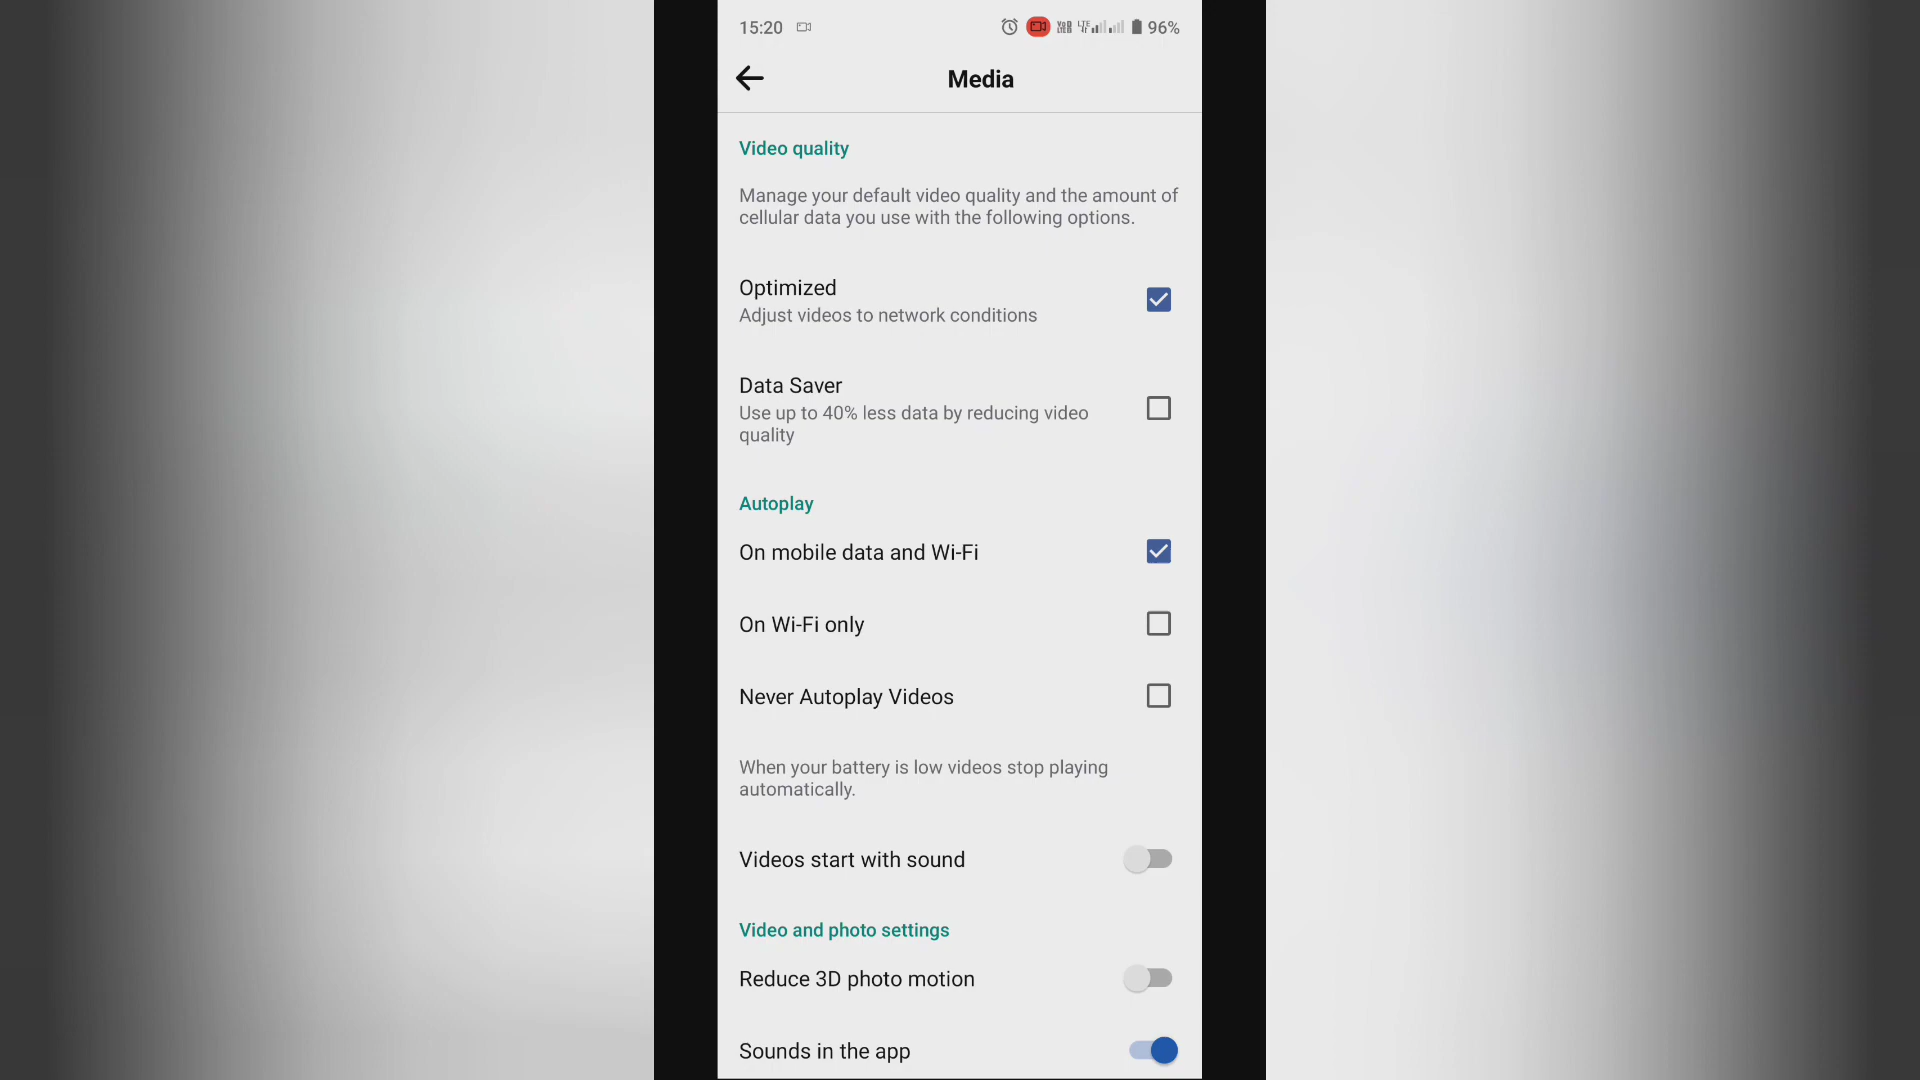 15:20
96%
Media
Video quality
Manage your default video quality and the amount of
cellular data you use with the following options.
Optimized
Adjust videos to network conditions
Data Saver
Use up to 40% less data by reducing video
quality
Autoplay
On mobile data and Wi-Fi
On Wi-Fi only
Never Autoplay Videos
When your battery is low videos stop playing
automatically.
Videos start with sound
Video and photo settings
Reduce 3D photo motion
Sounds in the app